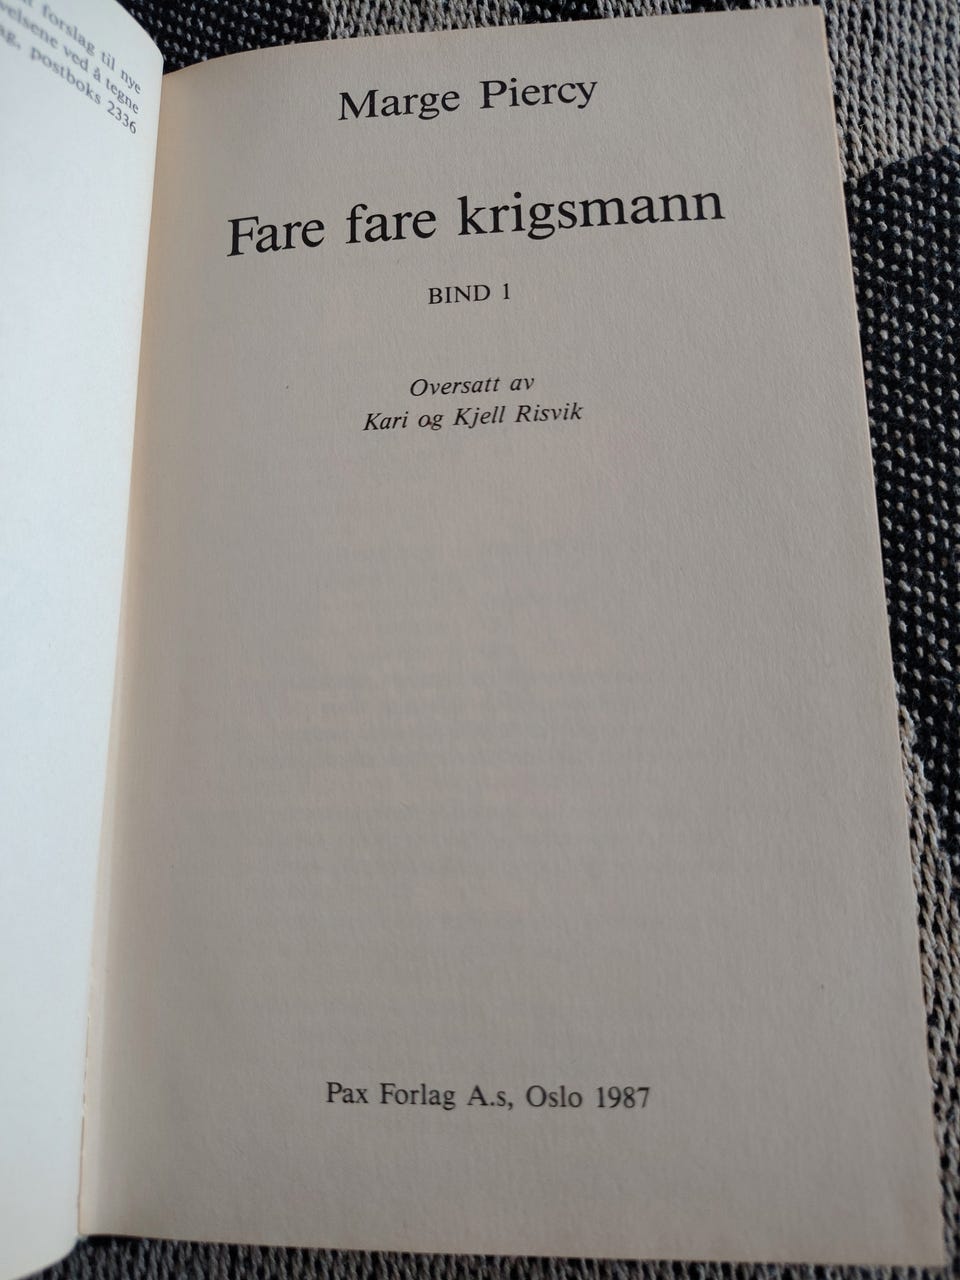 forslag til nye
velsene ved å tegne
ag, postboks 2336
Marge Piercy
Fare fare krigsmann
BIND 1
Oversatt av
Kari og Kjell Risvik
Pax Forlag A.s, Oslo 1987